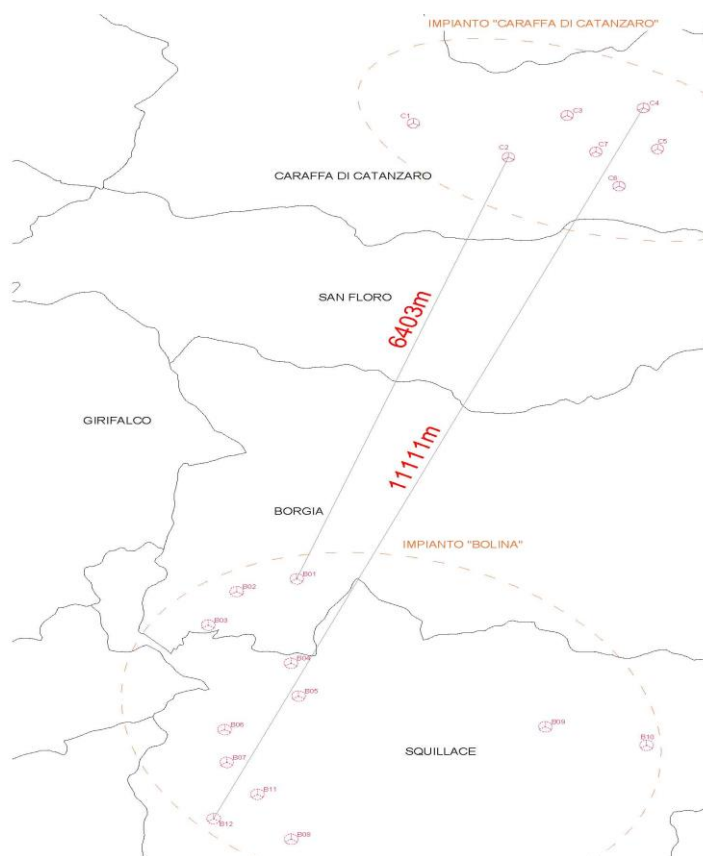 IMPIANTO "CARAFFA DI CATANZARO"
C4
C3
C1
C5
C7
C2
CARAFFA DI CATANZARO
C6
SAN FLORO
6403m
GIRIFALCO
11111m
BORGIA
IMPIANTO "BOLINA"
B01
B02
B03
B04
B05
B09
B06
B10
SQUILLACE
B07
B11
B12
B09